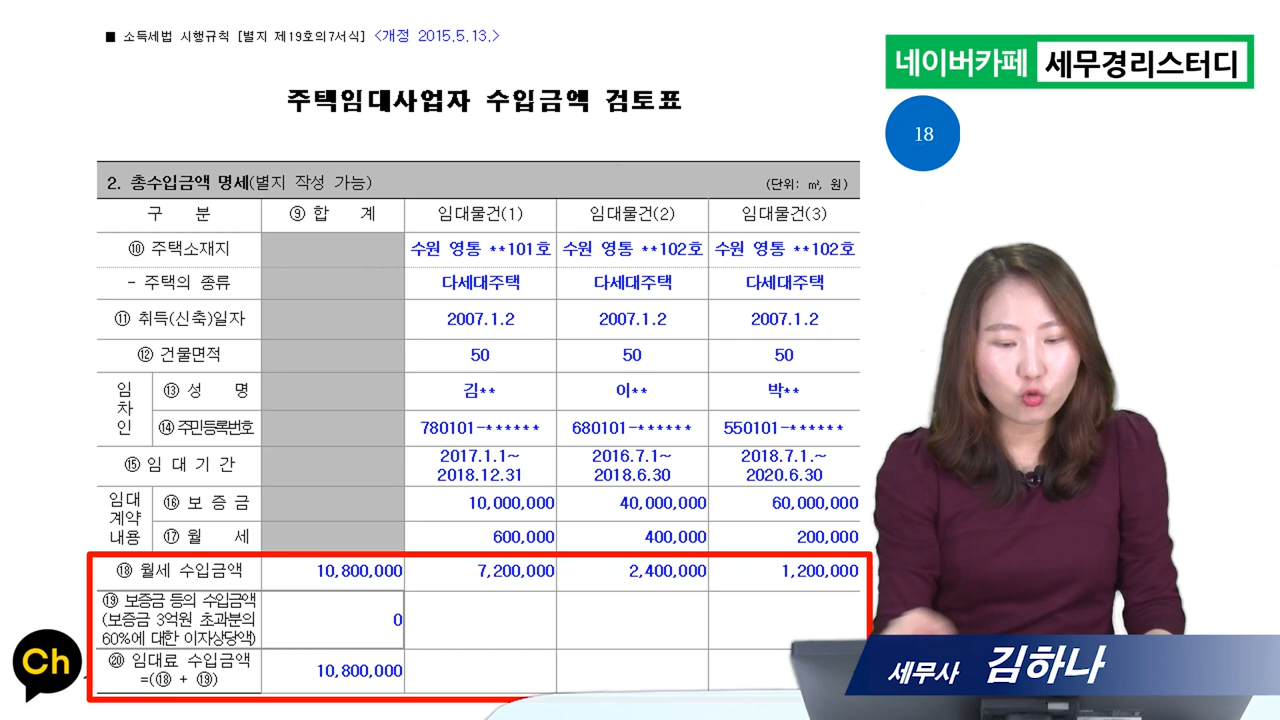 ■ 소득세법 시행규칙 [별지 제19호의7서식] <개정 2015.5.13.>
네이버카페 세무경리스터디
18
주택임대사업자 수입금액 검토표
2. 총수입금액 명세(별지 작성 가능) (단위: ㎡, 원)
구 분 ⑨ 합 계 임대물건(1) 임대물건(2) 임대물건(3)
⑩ 주택소재지 수원 영통 **101호 수원 영통 **102호 수원 영통 **102호
- 주택의 종류 다세대주택 다세대주택 다세대주택
⑪ 취득(신축)일자 2007.1.2 2007.1.2 2007.1.2
⑫ 건물면적 50 50 50
임차인 ⑬ 성 명 김** 이** 박**
⑭ 주민등록번호 780101-****** 680101-****** 550101-******
⑮ 임 대 기 간 2017.1.1~ 2016.7.1~ 2018.7.1.~
2018.12.31 2018.6.30 2020.6.30
임대계약내용 ⑯ 보 증 금 10,000,000 40,000,000 60,000,000
⑰ 월 세 600,000 400,000 200,000
⑱ 월세 수입금액 10,800,000 7,200,000 2,400,000 1,200,000
⑲ 보증금 등의 수입금액
(보증금 3억원 초과분의 0
60%에 대한 이자상당액)
⑳ 임대료 수입금액 10,800,000
=(⑱ + ⑲)
Ch
세무사 김하나